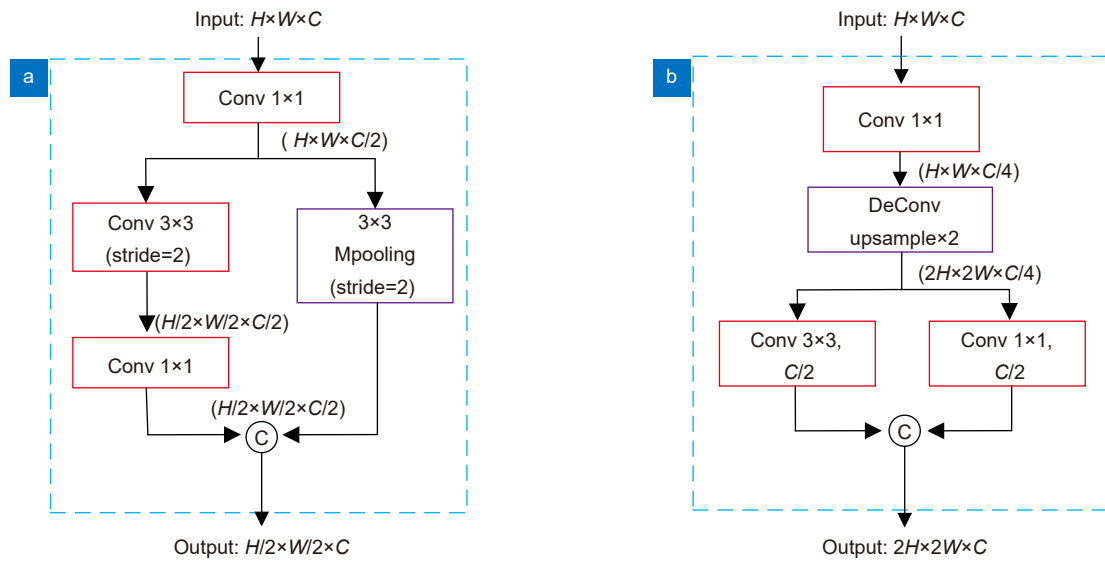 Input: H×W×C
a
Conv 1×1
( H×W×C/2)
Conv 3×3
(stride=2)
3×3
Mpooling
(stride=2)
(H/2×W/2×C/2)
Conv 1×1
(H/2×W/2×C/2)
C
Output: H/2×W/2×C
Input: H×W×C
b
Conv 1×1
(H×W×C/4)
DeConv
upsample×2
(2H×2W×C/4)
Conv 3×3,
C/2
Conv 1×1,
C/2
C
Output: 2H×2W×C